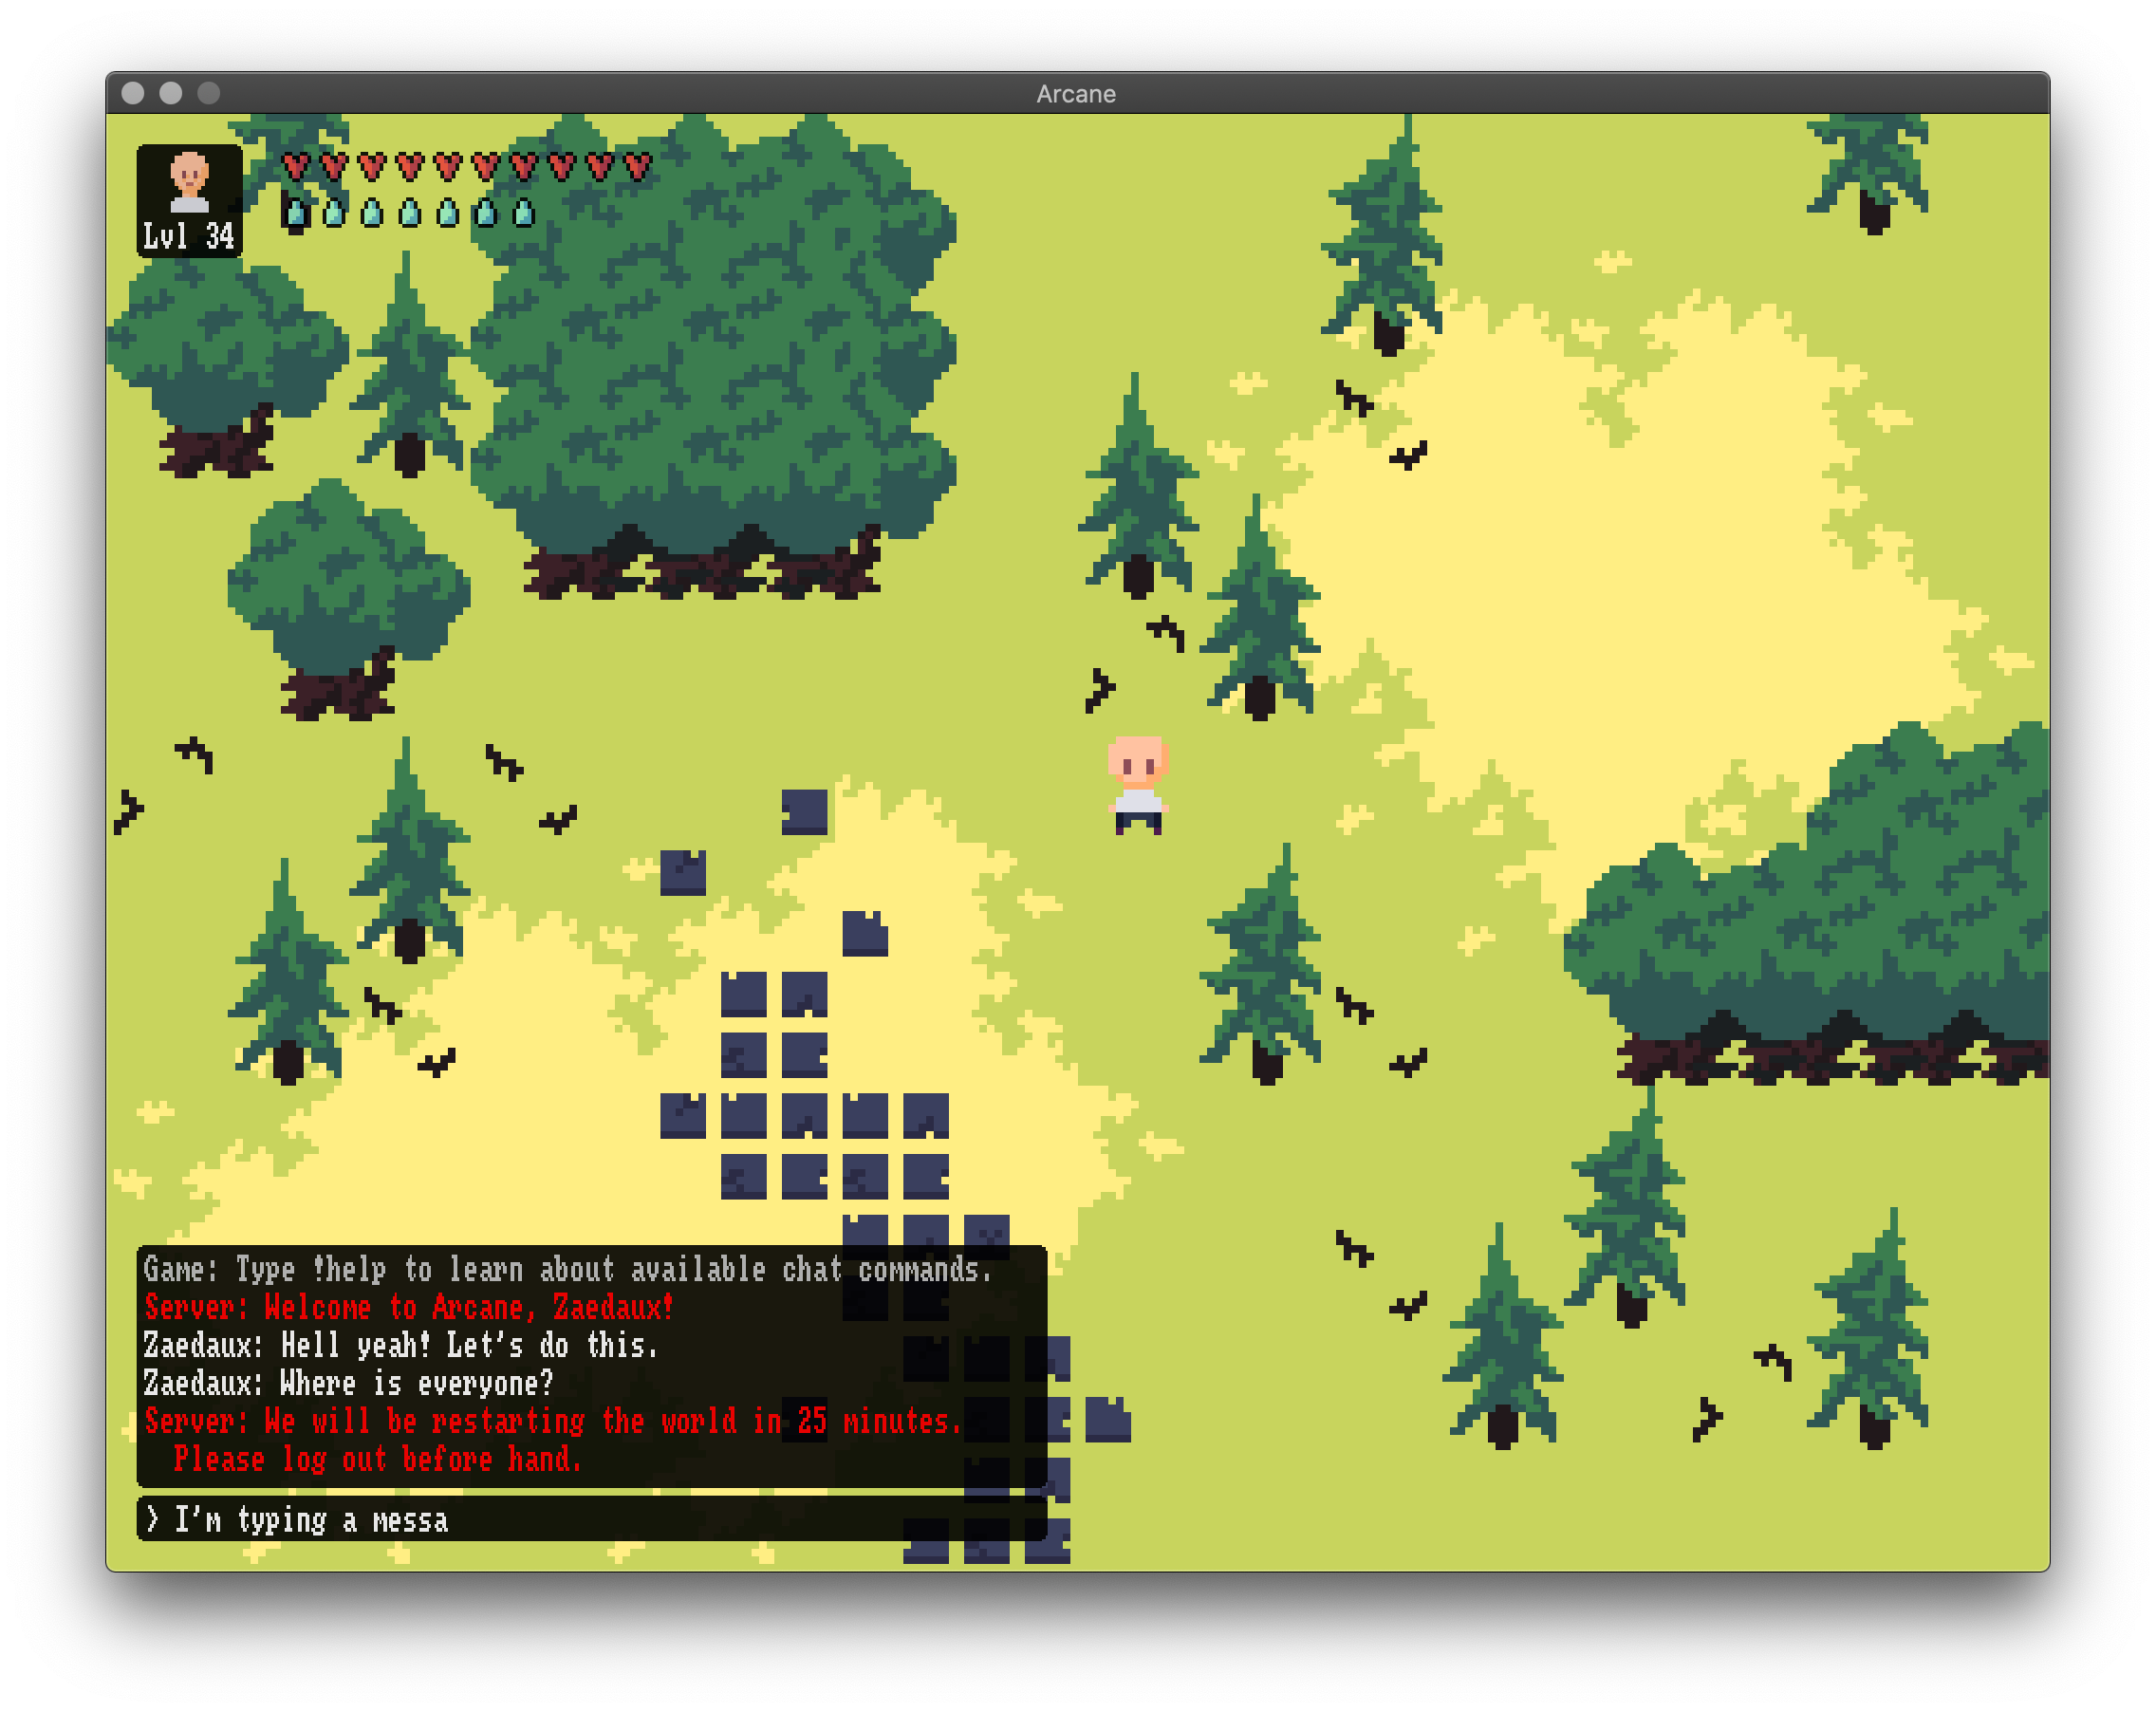 Arcane
Lvl 34
Game: Type !help to learn about available chat commands.
Server: Welcome to Arcane, Zaedaux!
Zaedaux: Hell yeah! Let's do this.
Zaedaux: Where is everyone?
Server: We will be restarting the world in 25 minutes.
Please log out before hand.
> I'm typing a messa